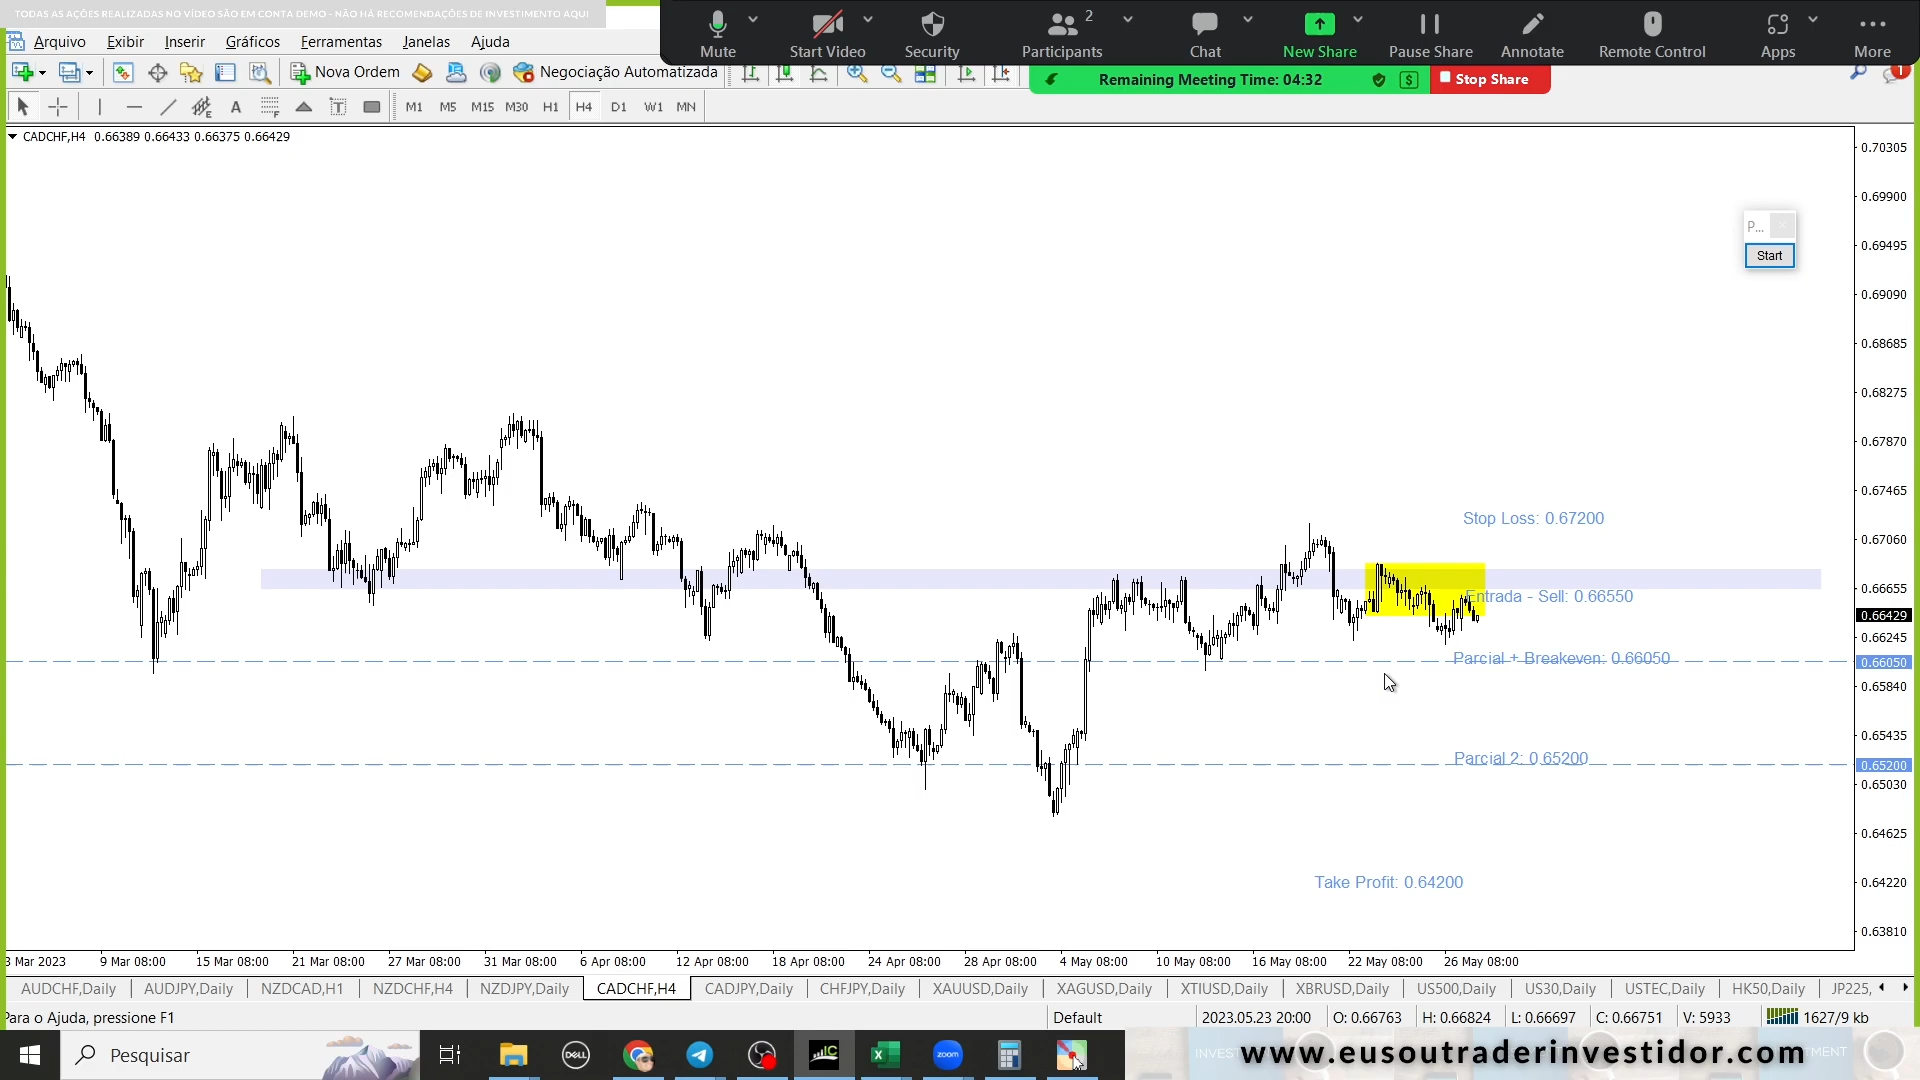 TODAS AS AÇÕES REALIZADAS NO VÍDEO SÃO EM CONTA DEMO - NÃO HÁ RECOMENDAÇÕES DE INVESTIMENTO AQUI
2
Mute Start Video Security Participants Chat New Share Pause Share Annotate Remote Control Apps More
Arquivo Exibir Inserir Gráficos Ferramentas Janelas Ajuda
Nova Ordem Negociação Automatizada
Remaining Meeting Time: 04:32 $ Stop Share
1
A T M1 M5 M15 M30 H1 H4 D1 W1 MN
CADCHF,H4 0.66389 0.66433 0.66375 0.66429
0.70305
0.69900
P...
0.69495
Start
0.69090
0.68685
0.68275
0.67870
0.67465
Stop Loss: 0.67200
0.67060
0.66655
Entrada - Sell: 0.66550
0.66429
0.66245
Parcial + Breakeven: 0.66050
0.66050
0.65840
0.65435
Parcial 2: 0.65200
0.65200
0.65030
0.64625
Take Profit: 0.64200
0.64220
0.63810
3 Mar 2023 9 Mar 08:00 15 Mar 08:00 21 Mar 08:00 27 Mar 08:00 31 Mar 08:00 6 Apr 08:00 12 Apr 08:00 18 Apr 08:00 24 Apr 08:00 28 Apr 08:00 4 May 08:00 10 May 08:00 16 May 08:00 22 May 08:00 26 May 08:00
AUDCHF,Daily AUDJPY,Daily NZDCAD,H1 NZDCHF,H4 NZDJPY,Daily CADCHF,H4 CADJPY,Daily CHFJPY,Daily XAUUSD,Daily XAGUSD,Daily XTIUSD,Daily XBRUSD,Daily US500,Daily US30,Daily USTEC,Daily HK50,Daily JP225,
Para o Ajuda, pressione F1 Default 2023.05.23 20:00 O: 0.66763 H: 0.66824 L: 0.66697 C: 0.66751 V: 5933 1627/9 kb
Pesquisar DELL IC zoom www.eusoutraderinvestidor.com